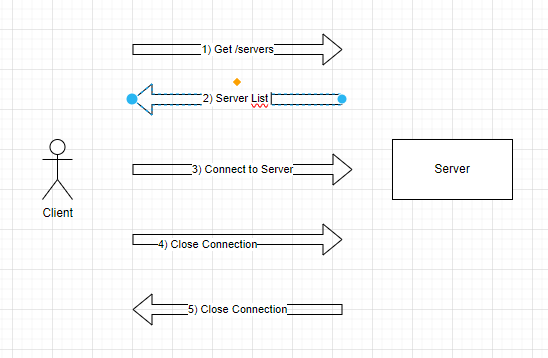 1) Get /servers
2) Server List
3) Connect to Server
Server
Client
4) Close Connection
5) Close Connection